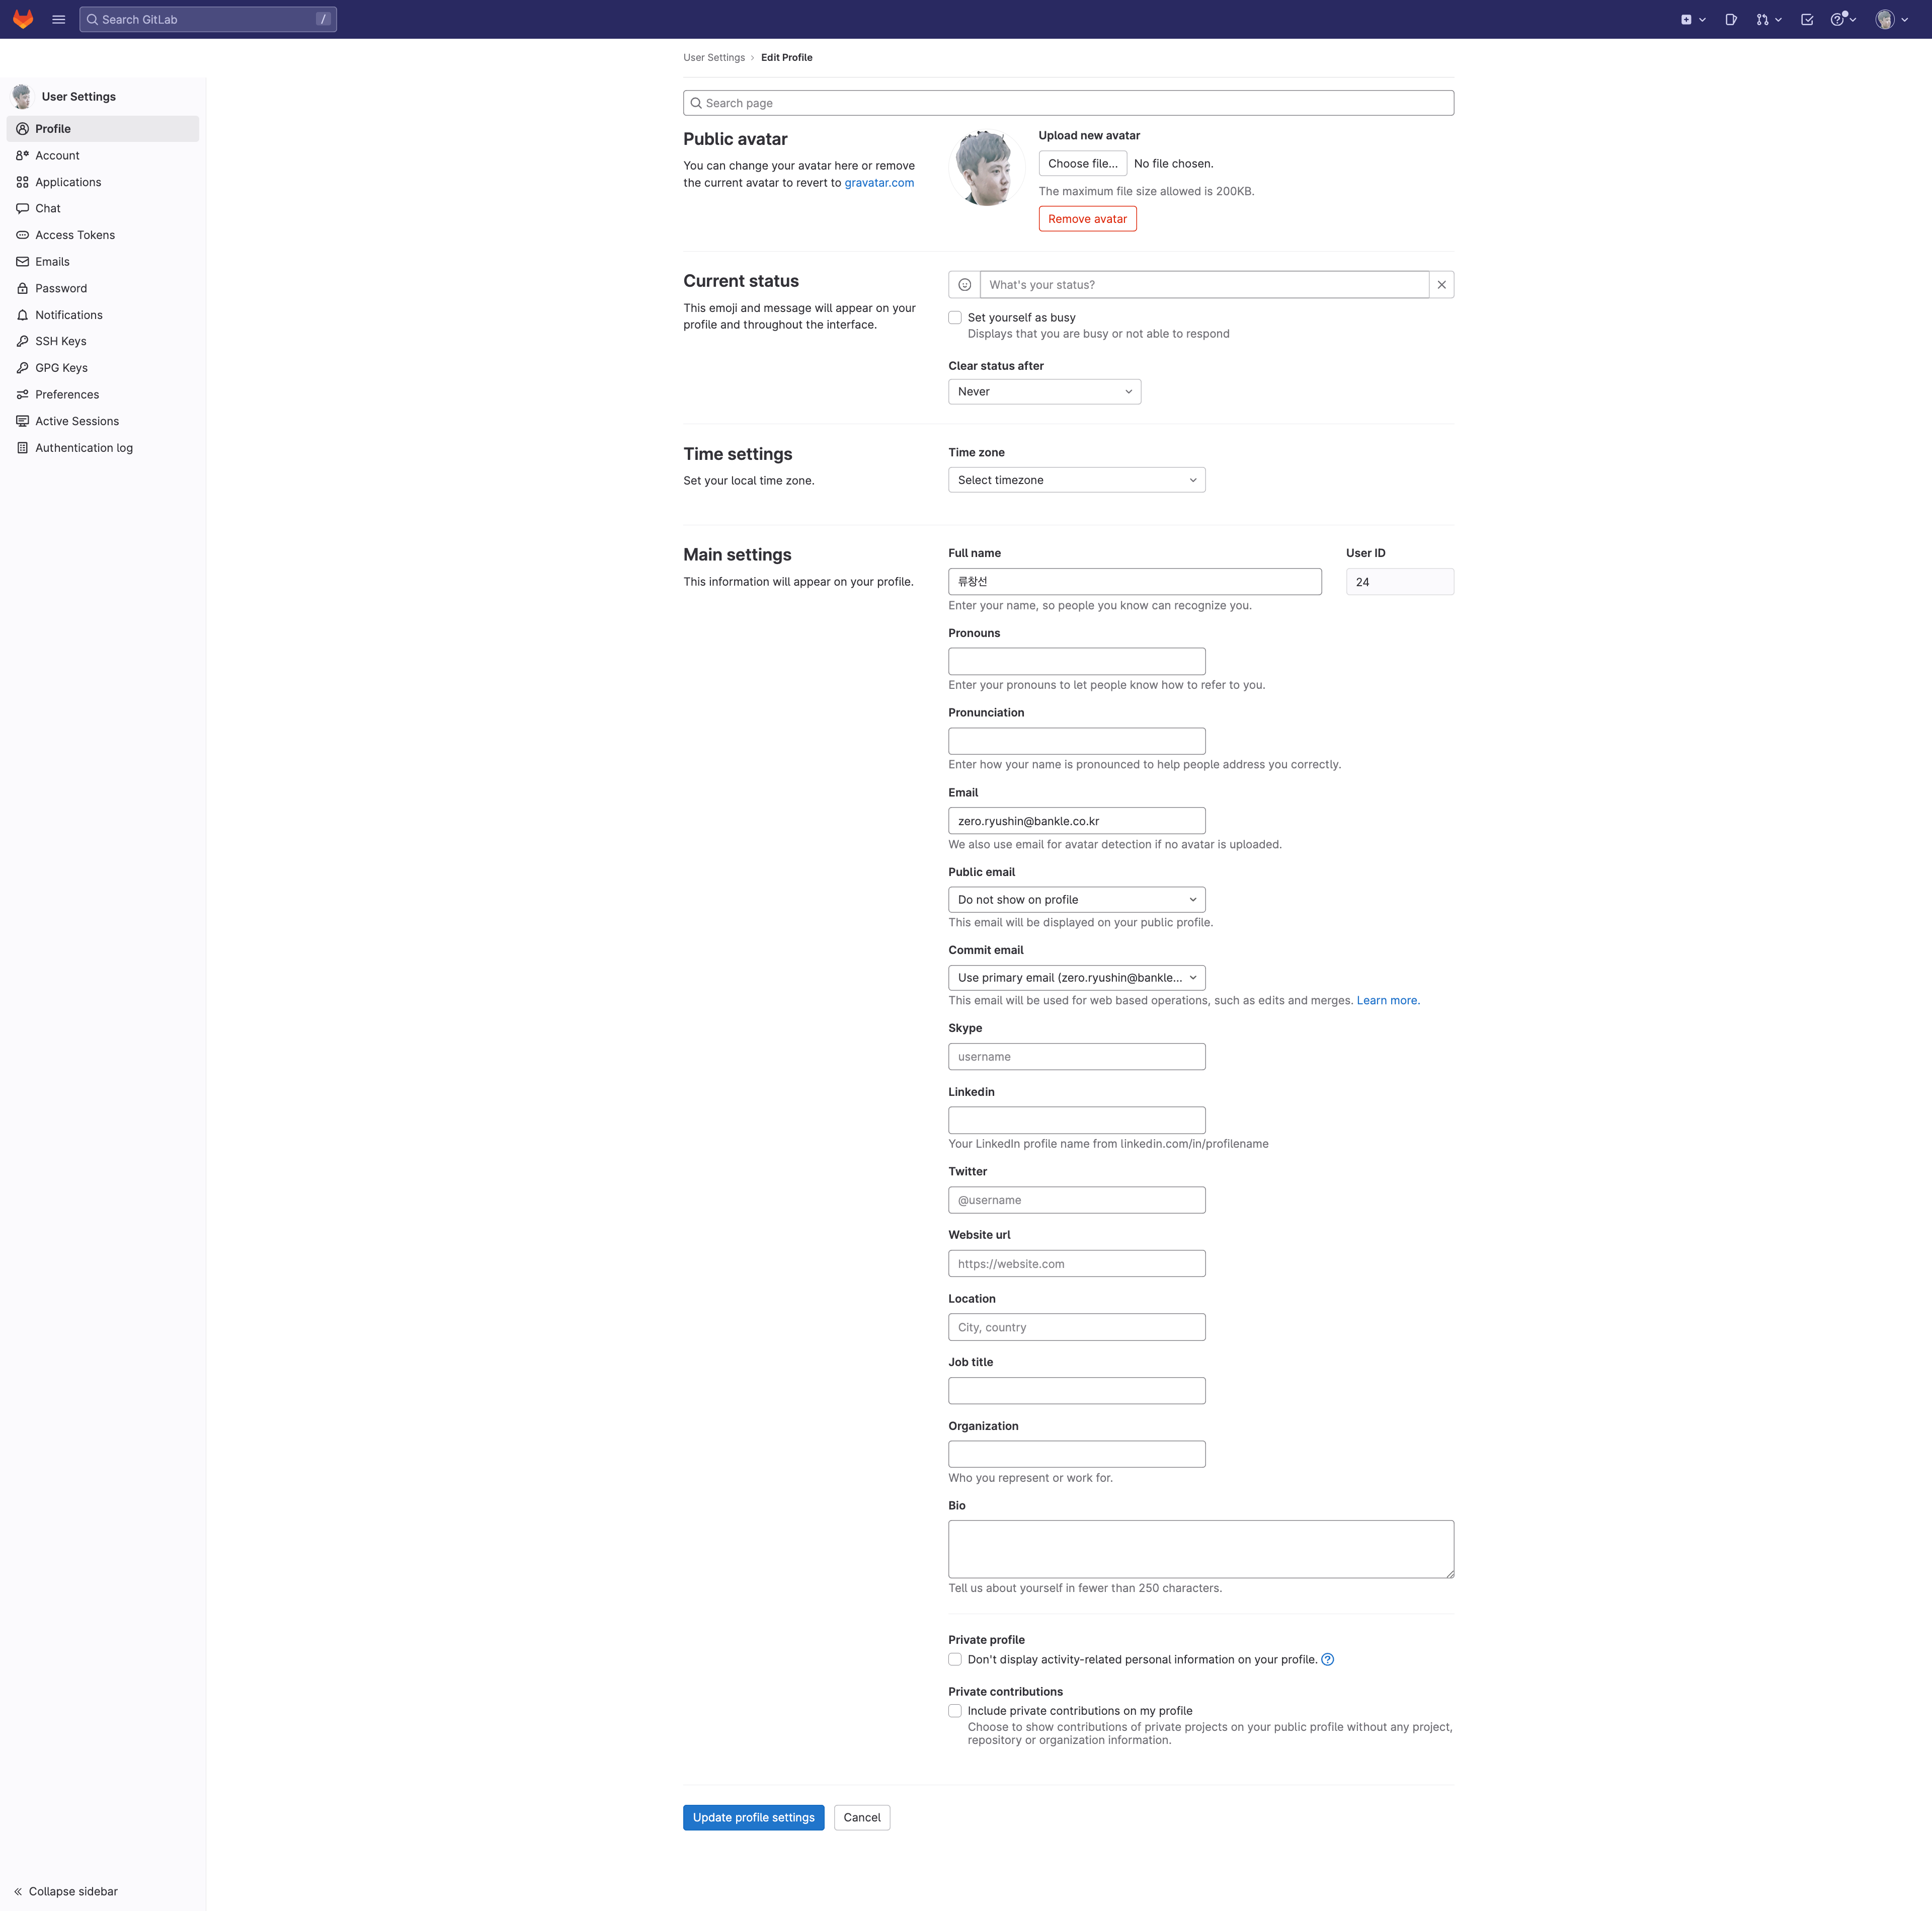 Search GitLab
/
User Settings › Edit Profile
User Settings
Profile
Account
Applications
Chat
Access Tokens
Emails
Password
Notifications
SSH Keys
GPG Keys
Preferences
Active Sessions
Authentication log
Collapse sidebar
Search page
Public avatar
You can change your avatar here or remove
the current avatar to revert to gravatar.com
Upload new avatar
Choose file... No file chosen.
The maximum file size allowed is 200KB.
Remove avatar
Current status
This emoji and message will appear on your
profile and throughout the interface.
What's your status?
Set yourself as busy
Displays that you are busy or not able to respond
Clear status after
Never
Time settings
Set your local time zone.
Time zone
Select timezone
Main settings
This information will appear on your profile.
Full name
류창선
Enter your name, so people you know can recognize you.
User ID
24
Pronouns
Enter your pronouns to let people know how to refer to you.
Pronunciation
Enter how your name is pronounced to help people address you correctly.
Email
zero.ryushin@bankle.co.kr
We also use email for avatar detection if no avatar is uploaded.
Public email
Do not show on profile
This email will be displayed on your public profile.
Commit email
Use primary email (zero.ryushin@bankle...
This email will be used for web based operations, such as edits and merges. Learn more.
Skype
username
Linkedin
Your LinkedIn profile name from linkedin.com/in/profilename
Twitter
@username
Website url
https://website.com
Location
City, country
Job title
Organization
Who you represent or work for.
Bio
Tell us about yourself in fewer than 250 characters.
Private profile
Don't display activity-related personal information on your profile.
Private contributions
Include private contributions on my profile
Choose to show contributions of private projects on your public profile without any project,
repository or organization information.
Update profile settings
Cancel